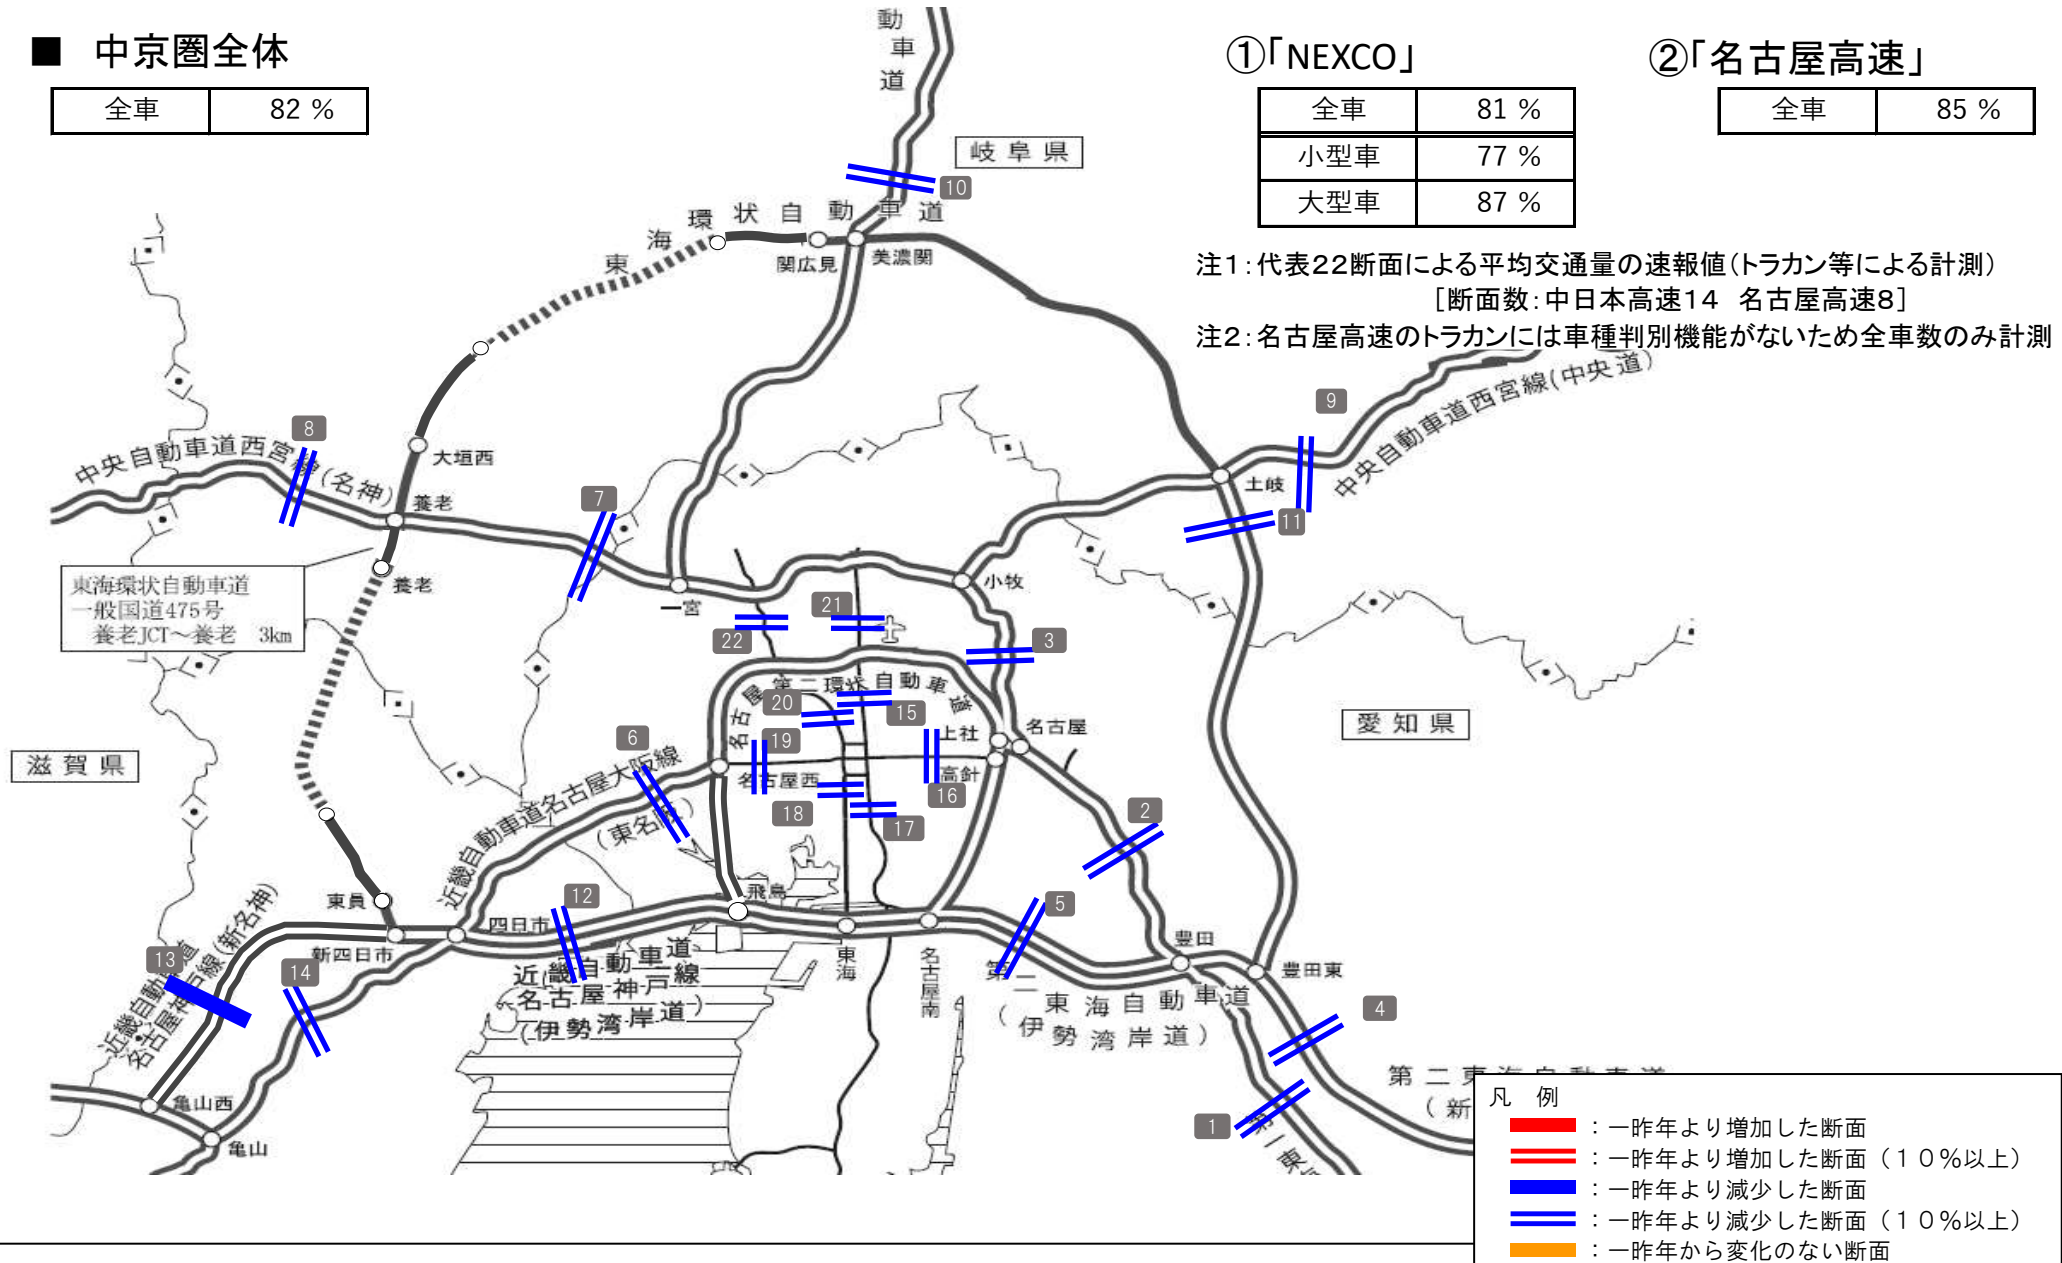 ■ 中京圏全体
全車 82 %
①「NEXCO」
全車 81 %
小型車 77 %
大型車 87 %
②「名古屋高速」
全車 85 %
注1：代表22断面による平均交通量の速報値（トラカン等による計測）
［断面数：中日本高速14 名古屋高速8］
注2：名古屋高速のトラカンには車種判別機能がないため全車数のみ計測
動車道
岐阜県
10
東海環状自動車道
関広見
美濃関
9
中央自動車道西宮線(中央道)
8
中央自動車道西宮線(名神)
大垣西
養老
7
土岐
11
東海環状自動車道
一般国道475号
養老JCT～養老 3km
養老
一宮
小牧
21
22
3
名古屋第二環状自動車道
20
15
愛知県
滋賀県
6
19
上社
名古屋
近畿自動車道名古屋大阪線
(東名阪)
名古屋西
高針
16
18
17
2
東員
飛島
12
5
四日市
新四日市
豊田
豊田東
13
14
近畿自動車道
名古屋神戸線(新名神)
近畿自動車道
名古屋神戸線
(伊勢湾岸道)
東海
名古屋南
第二東海自動車道
(伊勢湾岸道)
4
第二東海自動車道
(新
1
第一東
亀山西
亀山
凡 例
：一昨年より増加した断面
：一昨年より増加した断面（１０％以上）
：一昨年より減少した断面
：一昨年より減少した断面（１０％以上）
：一昨年から変化のない断面